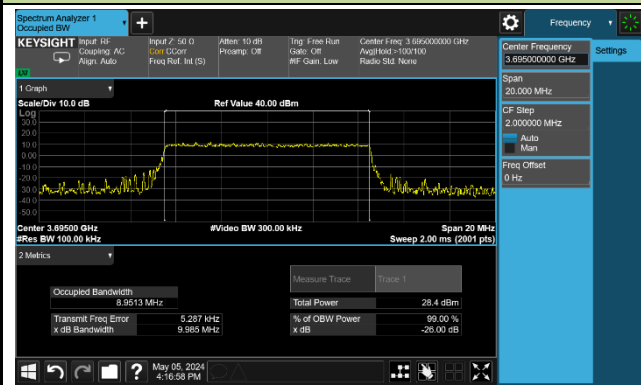 Spectrum Analyzer 1
Occupied BW
Frequency
KEYSIGHT
Input: RF
Coupling: AC
Align: Auto
Input Z: 50 Ω
Corr CCorr
Freq Ref: Int (S)
Atten: 10 dB
Preamp: Off
Trig: Free Run
Gate: Off
#IF Gain: Low
Center Freq: 3.695000000 GHz
Avg|Hold:>100/100
Radio Std: None
Center Frequency
3.695000000 GHz
Settings
Span
20.000 MHz
CF Step
2.000000 MHz
Auto
Man
Freq Offset
0 Hz
1 Graph
Scale/Div 10.0 dB
Ref Value 40.00 dBm
Log
30.0
20.0
10.0
0.00
-10.0
-20.0
-30.0
-40.0
-50.0
Center 3.69500 GHz
#Video BW 300.00 kHz
Span 20 MHz
#Res BW 100.00 kHz
Sweep 2.00 ms (2001 pts)
2 Metrics
Measure Trace
Trace 1
Occupied Bandwidth
8.9513 MHz
Total Power
28.4 dBm
Transmit Freq Error
5.287 kHz
% of OBW Power
99.00 %
x dB Bandwidth
9.985 MHz
x dB
-26.00 dB
?
May 05, 2024
4:16:58 PM